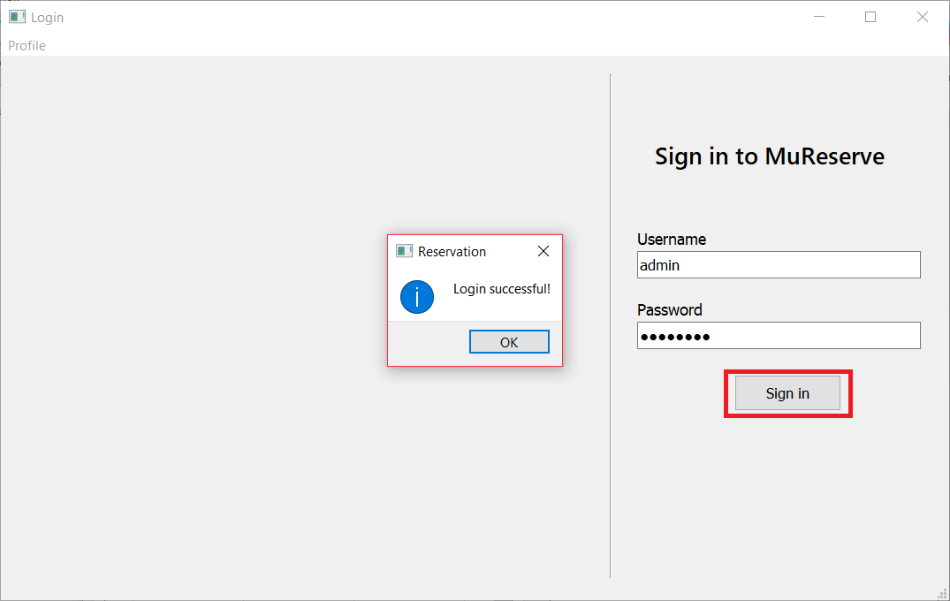 Login
Profile
Sign in to MuReserve
Username
admin
Password
●●●●●●●●
Sign in
Reservation
Login successful!
OK